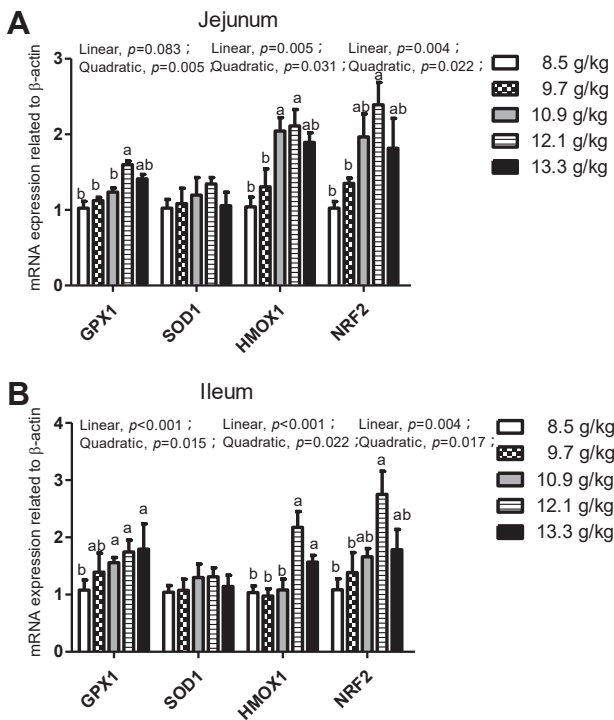 A
Jejunum
Linear, p=0.083； Linear, p=0.005； Linear, p=0.004；
Quadratic, p=0.005； Quadratic, p=0.031； Quadratic, p=0.022；
mRNA ecpression related to β-actin
3
2
1
0
b b b a ab
b b a a ab
b b ab a ab
GPX1 SOD1 HMOX1 NRF2
8.5 g/kg
9.7 g/kg
10.9 g/kg
12.1 g/kg
13.3 g/kg
B
Ileum
Linear, p<0.001； Linear, p<0.001； Linear, p=0.004；
Quadratic, p=0.015； Quadratic, p=0.022； Quadratic, p=0.017；
mRNA expression related to β-actin
4
3
2
1
0
b ab a a a
b b b a a
b b ab a ab
GPX1 SOD1 HMOX1 NRF2
8.5 g/kg
9.7 g/kg
10.9 g/kg
12.1 g/kg
13.3 g/kg